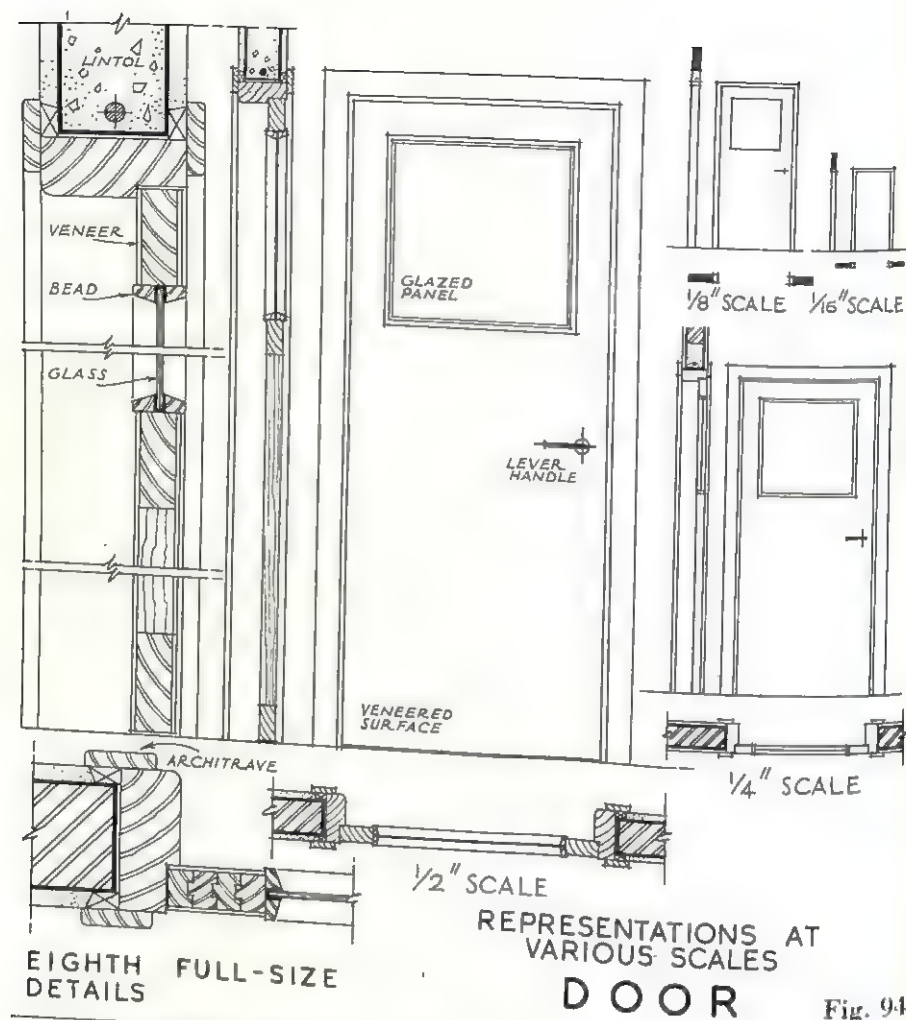 LINTOL
VENEER
BEAD
GLASS
GLAZED
PANEL
LEVER
HANDLE
VENEERED
SURFACE
1/8" SCALE
1/16" SCALE
1/4" SCALE
ARCHITRAVE
1/2" SCALE
EIGHTH FULL-SIZE
DETAILS
REPRESENTATIONS AT
VARIOUS SCALES
DOOR
Fig. 94